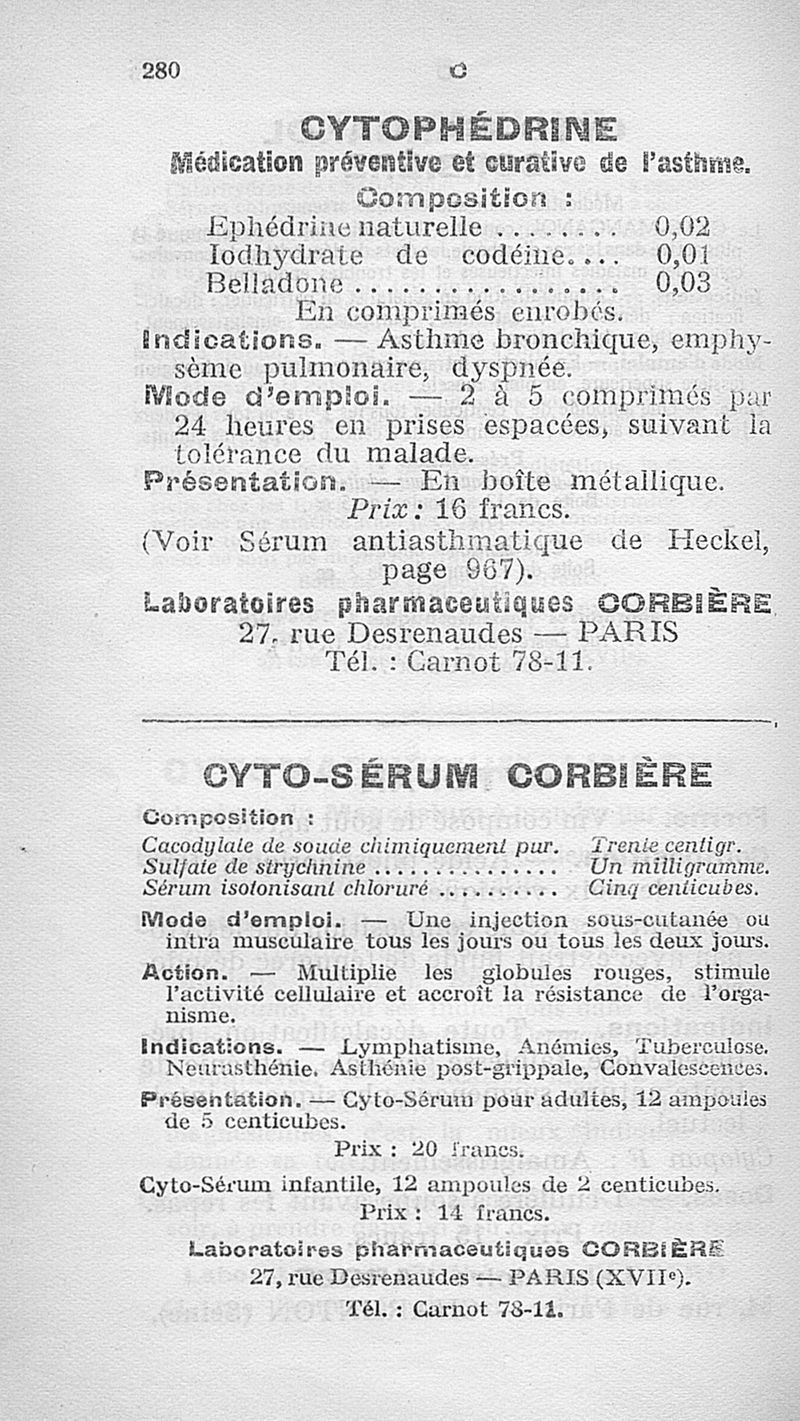 280 C
CYTOPHÉDRINE
Médication préventive et curative de l'asthme.
Composition :
Ephédrine naturelle ........ 0,02
Iodhydrate de codéine.... 0,01
Belladone ................. 0,03
En comprimés enrobés.
Indications. — Asthme bronchique, emphy-
sème pulmonaire, dyspnée.
Mode d'emploi. — 2 à 5 comprimés par
24 heures en prises espacées, suivant la
tolérance du malade.
Présentation. — En boîte métallique.
Prix : 16 francs.
(Voir Sérum antiasthmatique de Heckel,
page 967).
Laboratoires pharmaceutiques CORBIÈRE
27, rue Desrenaudes — PARIS
Tél. : Carnot 78-11.
CYTO-SÉRUM CORBIÈRE
Composition :
Cacodylate de soude chimiquement pur. Trente centigr.
Sulfate de strychnine ............... Un milligramme.
Sérum isotonisant chloruré .......... Cinq centicubes.
Mode d'emploi. — Une injection sous-cutanée ou
intra musculaire tous les jours ou tous les deux jours.
Action. — Multiplie les globules rouges, stimule
l'activité cellulaire et accroît la résistance de l'orga-
nisme.
Indications. — Lymphatisme, Anémies, Tuberculose.
Neurasthénie. Asthénie post-grippale, Convalescences.
Présentation. — Cyto-Sérum pour adultes, 12 ampoules
de 5 centicubes.
Prix : 20 francs.
Cyto-Sérum infantile, 12 ampoules de 2 centicubes.
Prix : 14 francs.
Laboratoires pharmaceutiques CORBIÈRE
27, rue Desrenaudes — PARIS (XVIIe).
Tél. : Carnot 78-11.